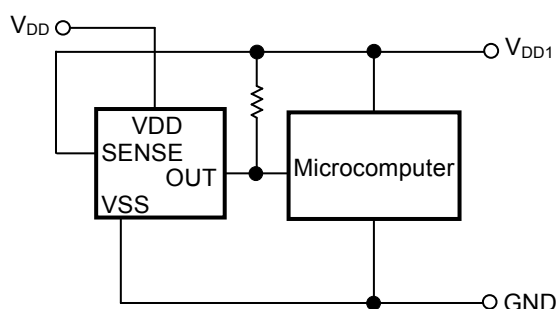 VDD
VDD1
VDD
SENSE
OUT
Microcomputer
VSS
GND